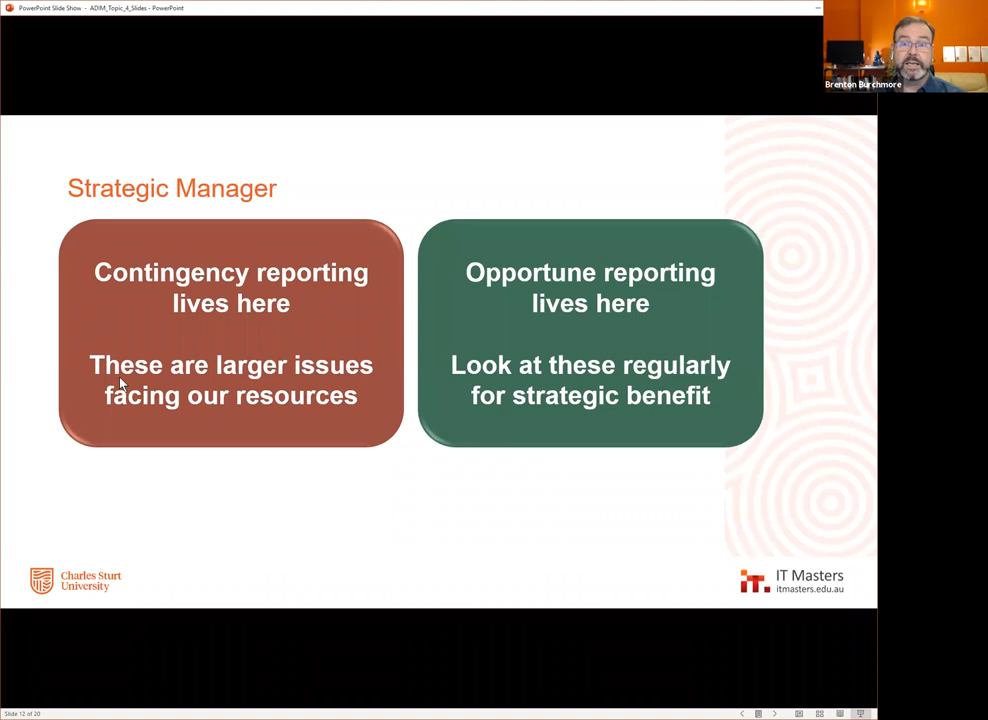 PowerPoint Slide Show - ADIM_Topic_4_Slides - PowerPoint
Brenton Burchmore
Strategic Manager
Contingency reporting
lives here
These are larger issues
facing our resources
Opportune reporting
lives here
Look at these regularly
for strategic benefit
Charles Sturt
University
IT Masters
itmasters.edu.au
Slide 12 of 20